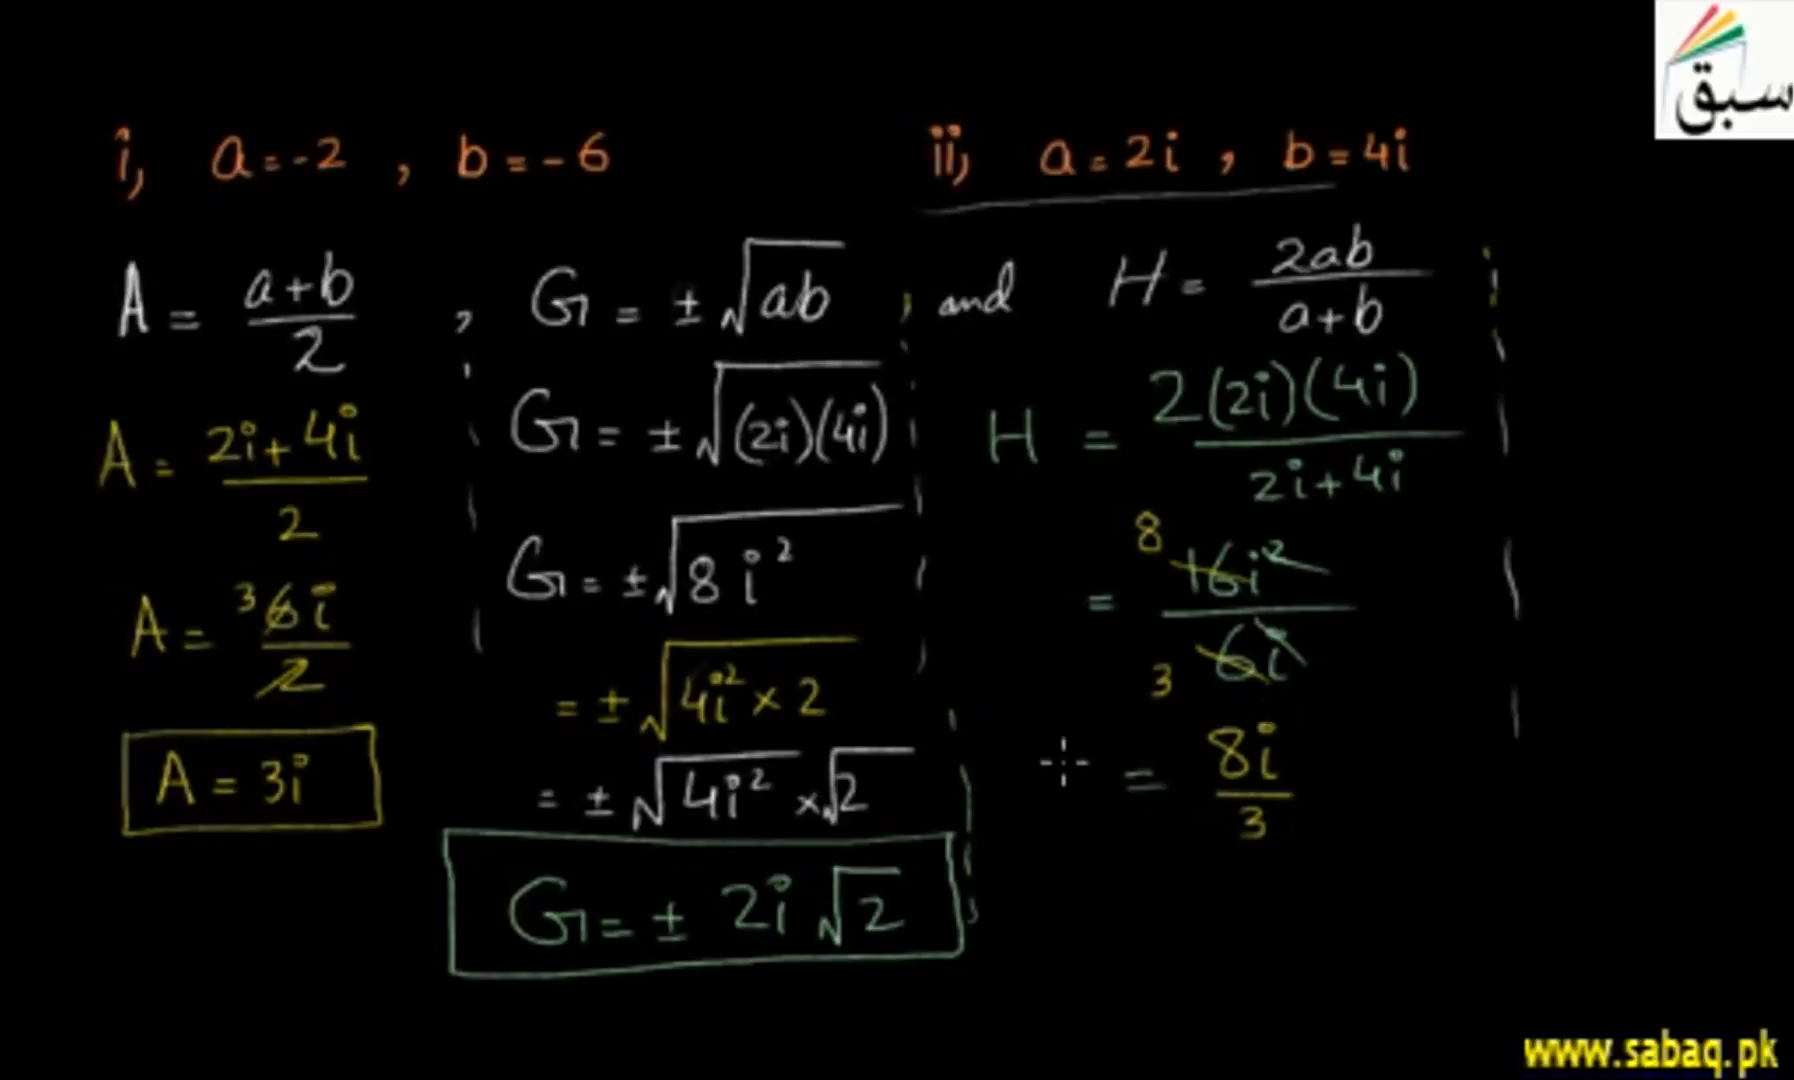 سبق
i, a = -2 , b = -6
ii, a = 2i , b = 4i
A = a+b/2 , G = ±√ab , and H = 2ab/a+b
A = 2i+4i/2
A = 3 6i/2
A = 3i
G = ±√(2i)(4i)
G = ±√8i²
= ±√4i² × 2
= ±√4i² × √2
G = ± 2i √2
H = 2(2i)(4i)/2i+4i
= 8 16i²/3 6i
= 8i/3
www.sabaq.pk